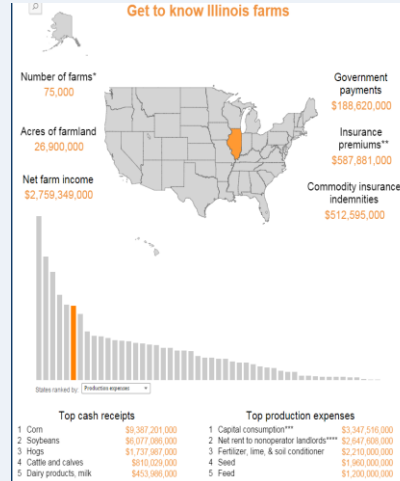 Get to know Illinois farms
Number of farms*
75,000
Acres of farmland
26,900,000
Net farm income
$2,759,349,000
Government
payments
$188,620,000
Insurance
premiums**
$587,881,000
Commodity insurance
indemnities
$512,595,000
States ranked by: Production expenses
Top cash receipts
1 Corn $9,387,201,000
2 Soybeans $6,077,086,000
3 Hogs $1,737,987,000
4 Cattle and calves $810,029,000
5 Dairy products, milk $453,986,000
Top production expenses
1 Capital consumption*** $3,347,516,000
2 Net rent to nonoperator landlords**** $2,647,608,000
3 Fertilizer, lime, & soil conditioner $2,210,000,000
4 Seed $1,960,000,000
5 Feed $1,200,000,000